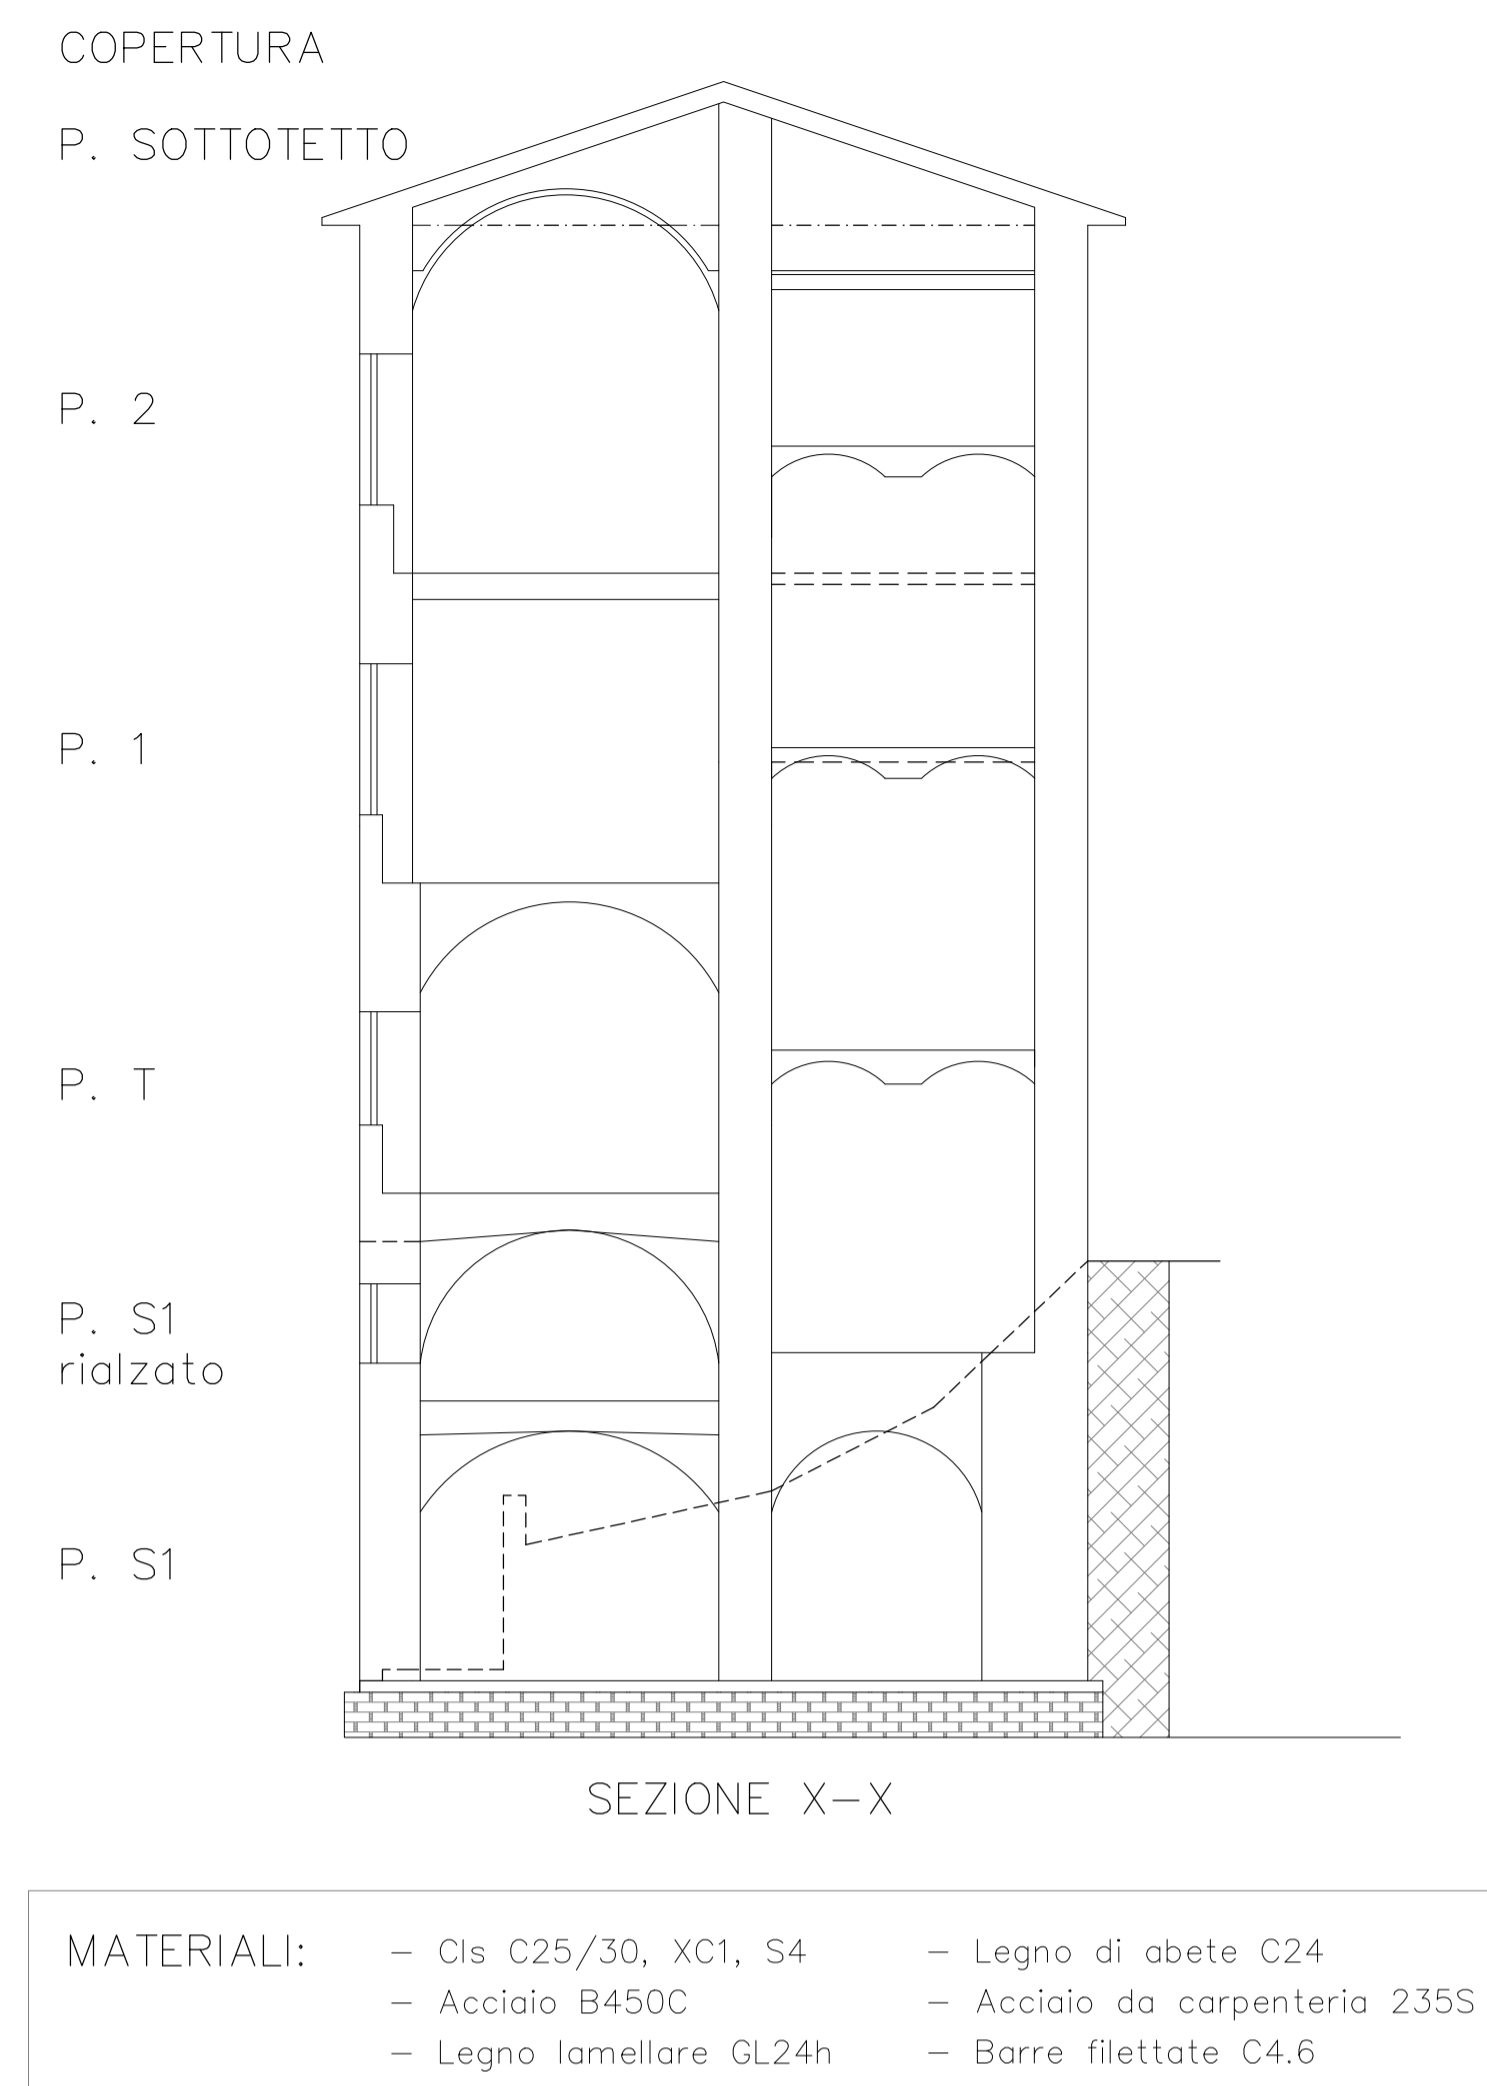 COPERTURA
P. SOTTOTETTO
P. 2
P. 1
P. T
P. S1
rialzato
P. S1
SEZIONE X-X
MATERIALI:
- Cls C25/30, XC1, S4
- Acciaio B450C
- Legno lamellare GL24h
- Legno di abete C24
- Acciaio da carpenteria 235S
- Barre filettate C4.6